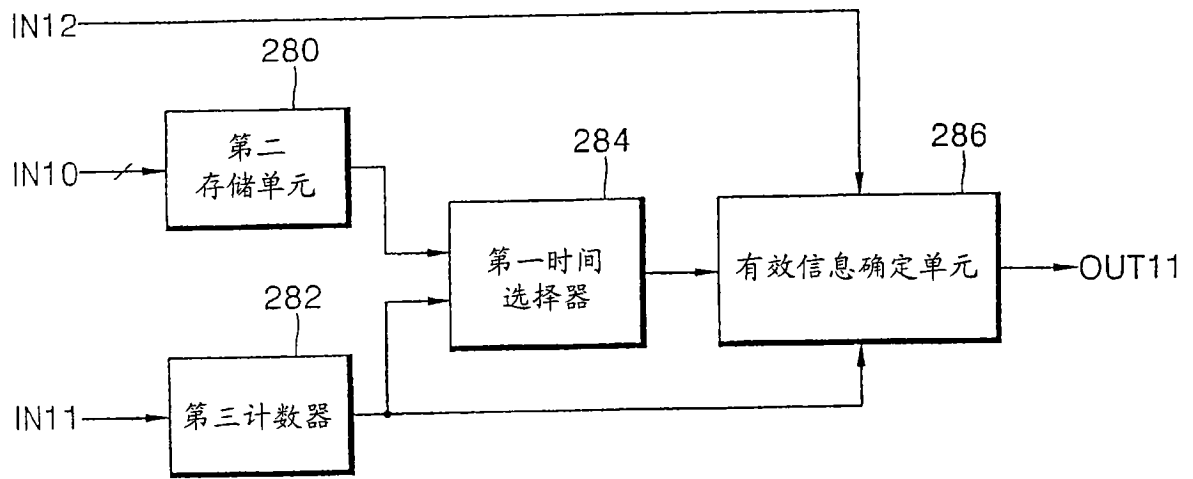 IN12
280
第二
存储单元
IN10
284
第一时间
选择器
286
有效信息确定单元
OUT11
282
第三计数器
IN11